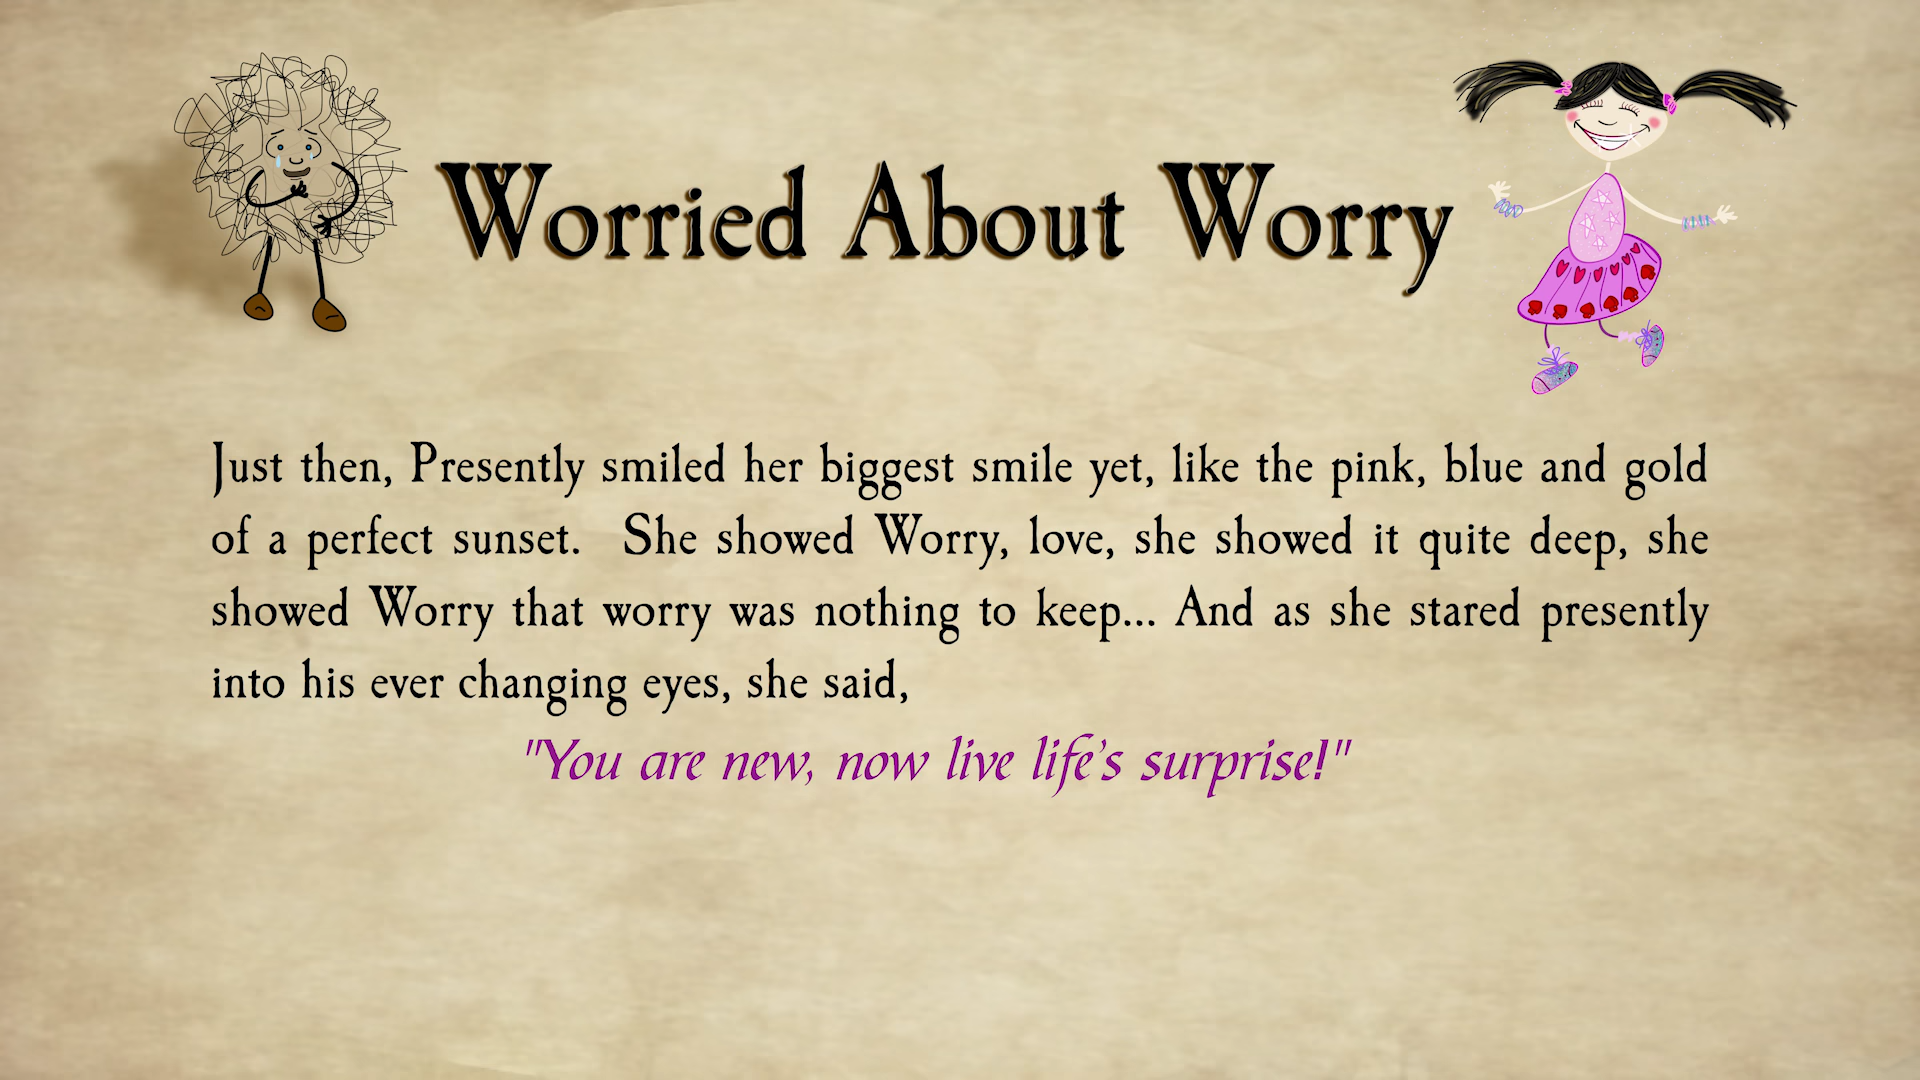 Worried About Worry
Just then, Presently smiled her biggest smile yet, like the pink, blue and gold
of a perfect sunset.  She showed Worry, love, she showed it quite deep, she
showed Worry that worry was nothing to keep... And as she stared presently
into his ever changing eyes, she said,
"You are new, now live life's surprise!"